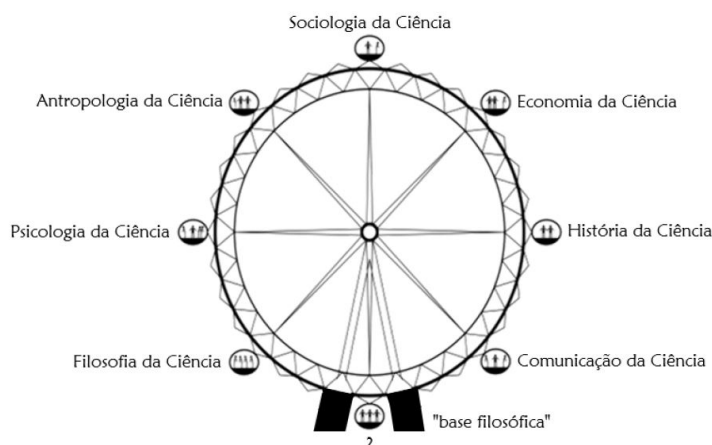 Sociologia da Ciência
Antropologia da Ciência
Economia da Ciência
Psicologia da Ciência
História da Ciência
Filosofia da Ciência
Comunicação da Ciência
"base filosófica"
?